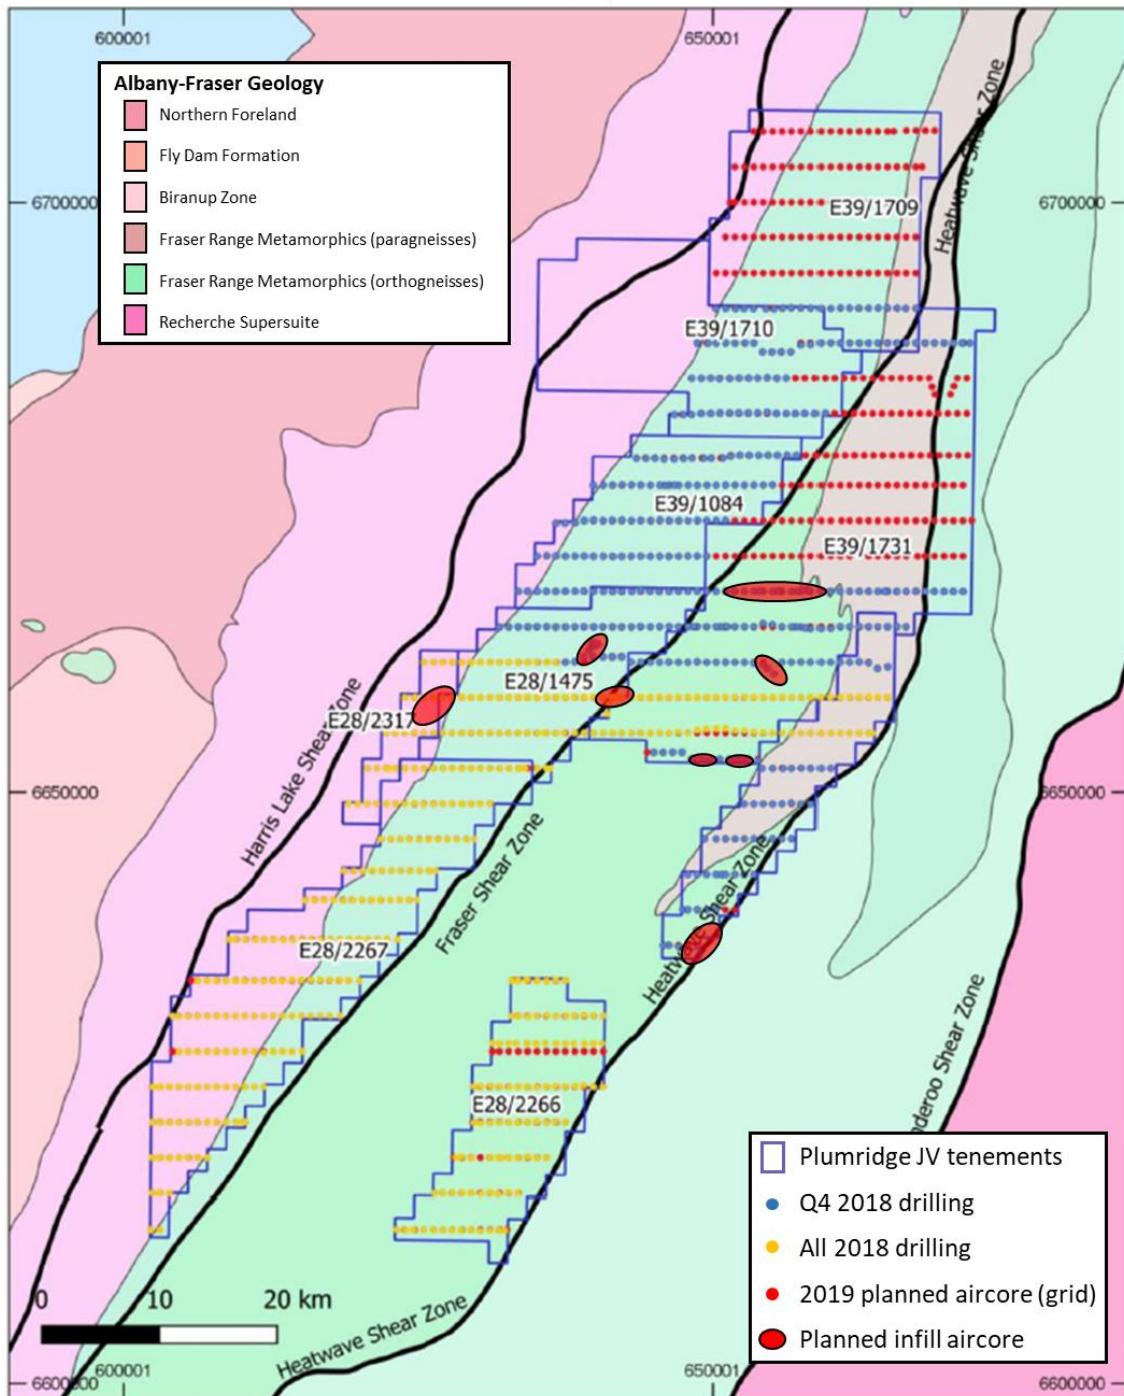 600001
650001
Albany-Fraser Geology
Northern Foreland
Fly Dam Formation
Biranup Zone
Fraser Range Metamorphics (paragneisses)
Fraser Range Metamorphics (orthogneisses)
Recherche Supersuite
Heatwave Shear Zone
6700000
E39/1709
6700000
E39/1710
E39/1084
E39/1731
E28/1475
E28/2317
Harris Lake Shear Zone
6650000
6650000
Fraser Shear Zone
Heatwave Shear Zone
E28/2267
nderoo Shear Zone
E28/2266
Plumridge JV tenements
Q4 2018 drilling
All 2018 drilling
2019 planned aircore (grid)
Planned infill aircore
0 10 20 km
Heatwave Shear Zone
6600000
600001
650001
6600000